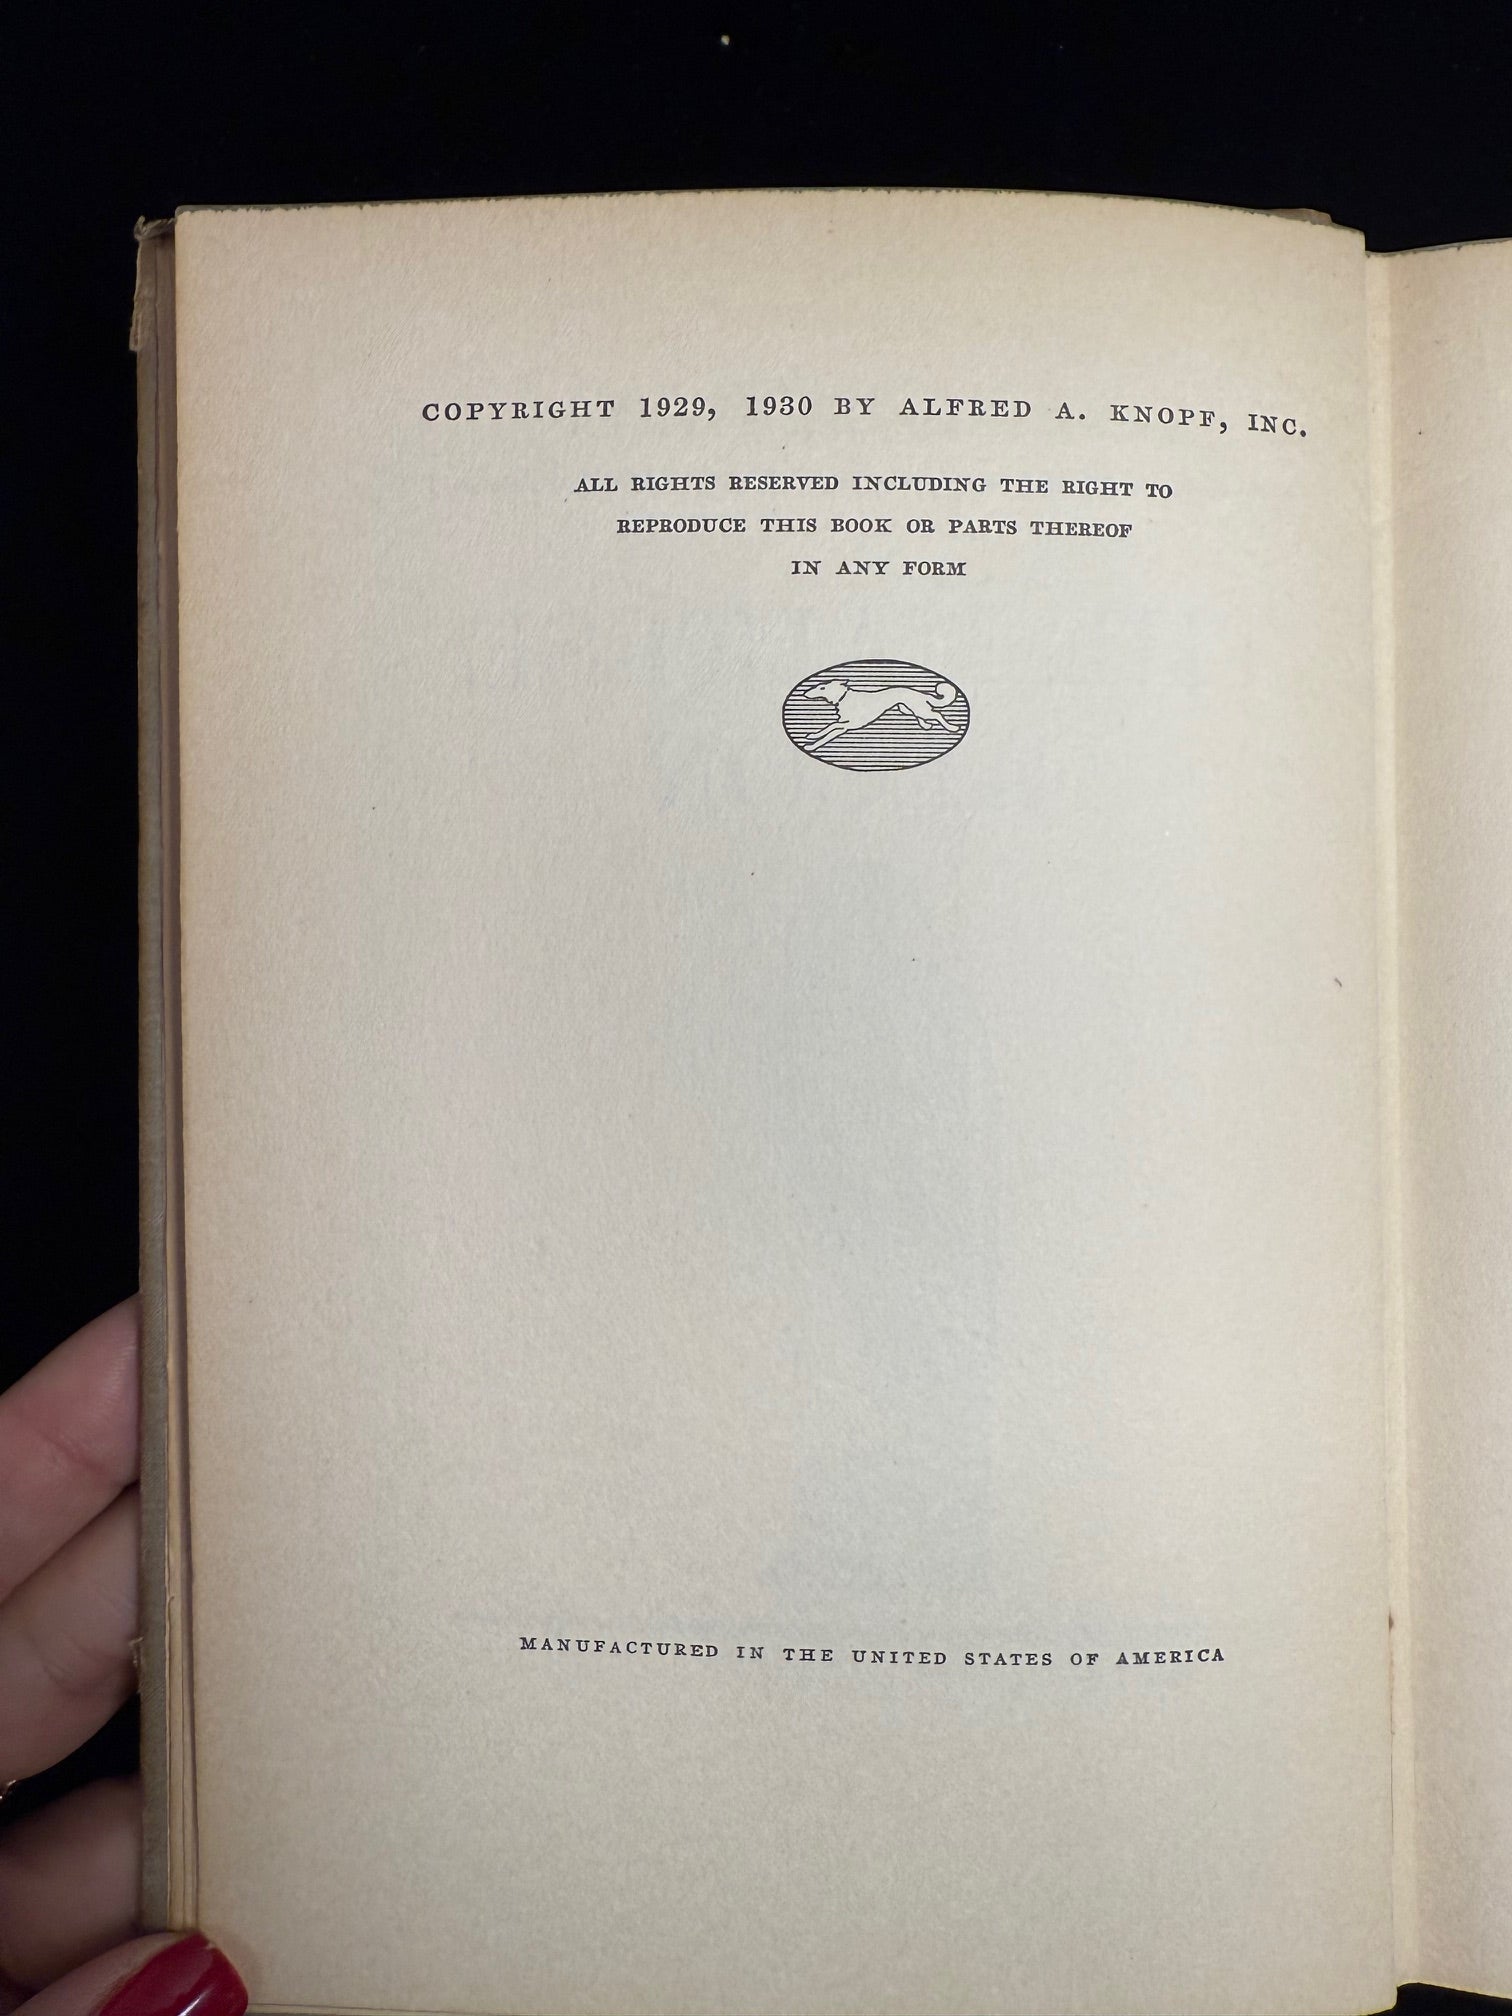 COPYRIGHT 1929, 1930 BY ALFRED A. KNOPF, INC.
ALL RIGHTS RESERVED INCLUDING THE RIGHT TO
REPRODUCE THIS BOOK OR PARTS THEREOF
IN ANY FORM
MANUFACTURED IN THE UNITED STATES OF AMERICA